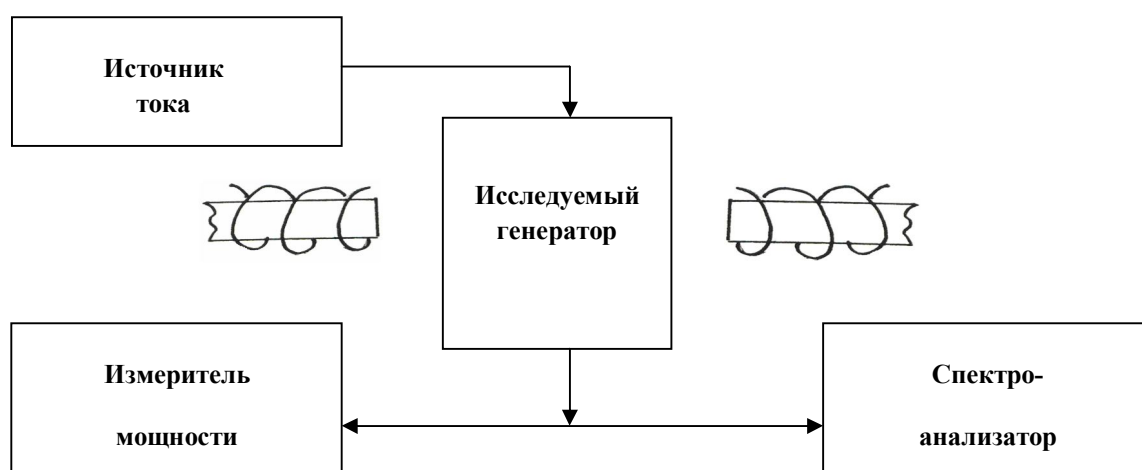 Источник
тока
Исследуемый
генератор
Измеритель
мощности
Спектро-
анализатор